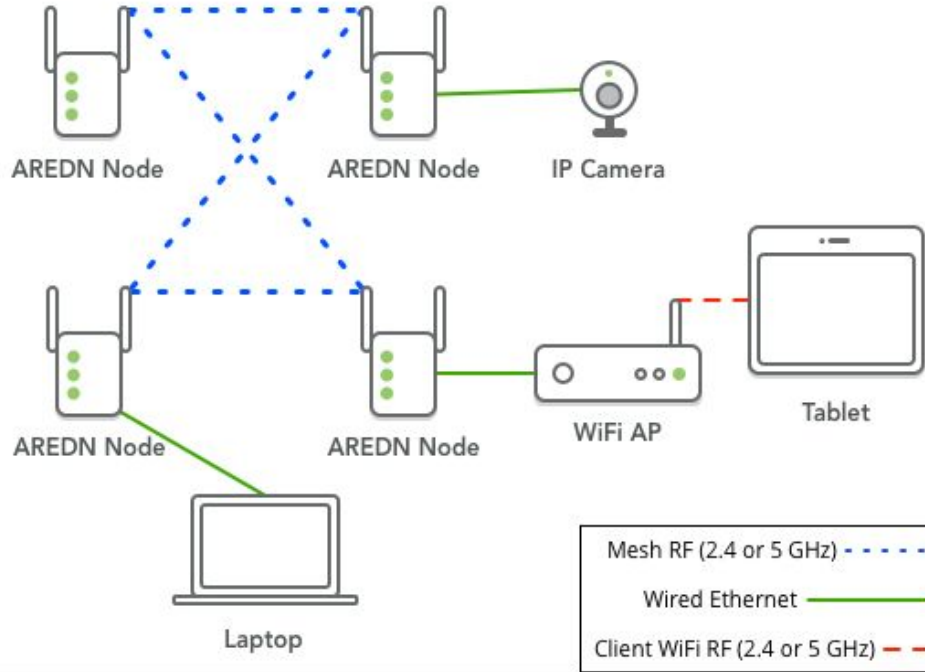 AREDN Node
AREDN Node
IP Camera
AREDN Node
AREDN Node
WiFi AP
Tablet
Laptop
Mesh RF (2.4 or 5 GHz)
Wired Ethernet
Client WiFi RF (2.4 or 5 GHz)